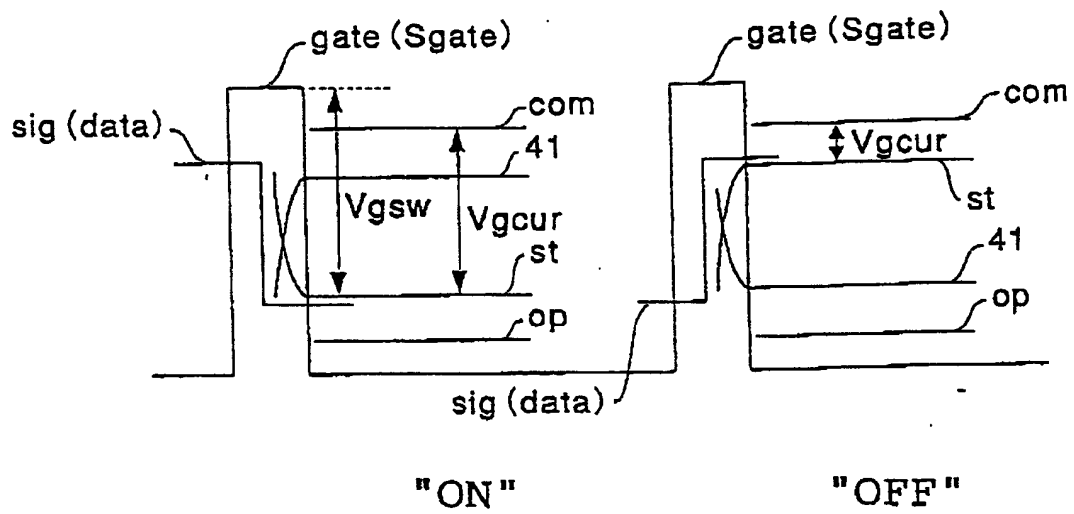 gate (Sgate)
gate (Sgate)
com
com
sig (data)
41
Vgcur
Vgsw
Vgcur
st
st
41
op
op
sig (data)
"ON"
"OFF"